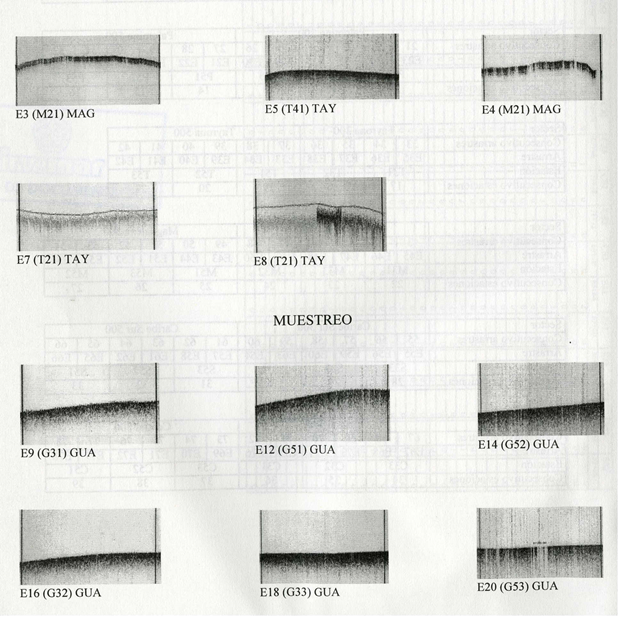 E3 (M21) MAG
E5 (T41) TAY
E4 (M21) MAG
E7 (T21) TAY
E8 (T21) TAY
MUESTREO
E9 (G31) GUA
E12 (G51) GUA
E14 (G52) GUA
E16 (G32) GUA
E18 (G33) GUA
E20 (G53) GUA